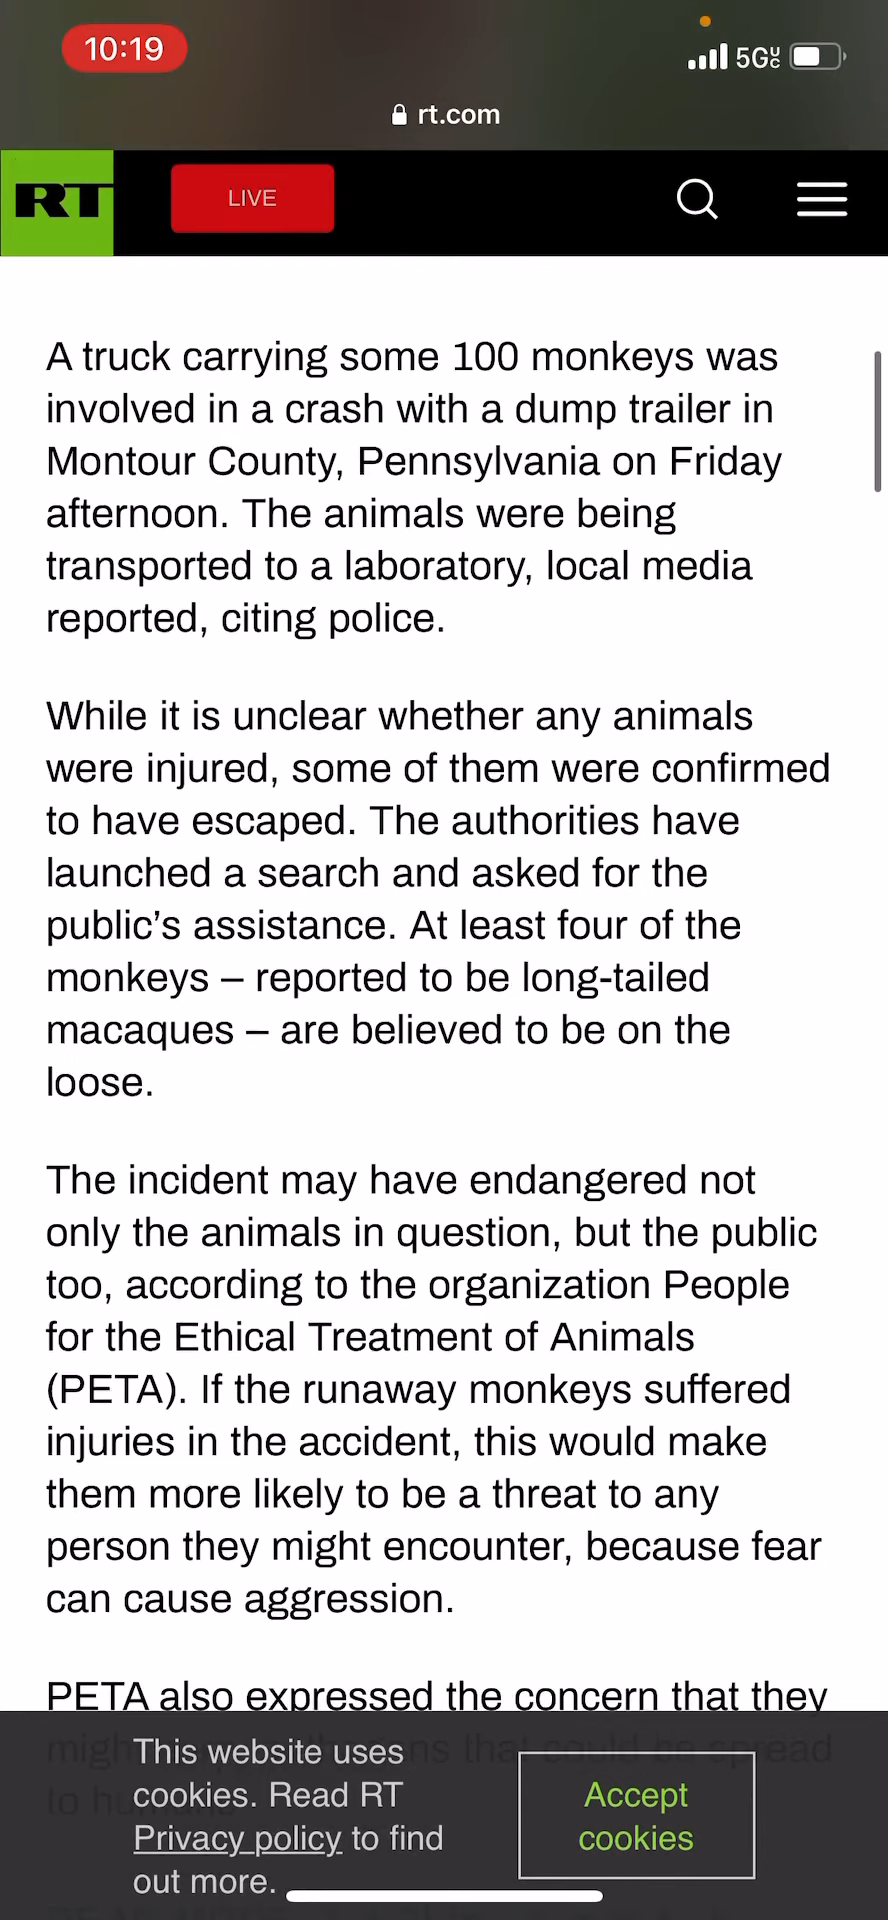 10:19
5GUC
rt.com
RT
LIVE
A truck carrying some 100 monkeys was
involved in a crash with a dump trailer in
Montour County, Pennsylvania on Friday
afternoon. The animals were being
transported to a laboratory, local media
reported, citing police.
While it is unclear whether any animals
were injured, some of them were confirmed
to have escaped. The authorities have
launched a search and asked for the
public’s assistance. At least four of the
monkeys – reported to be long-tailed
macaques – are believed to be on the
loose.
The incident may have endangered not
only the animals in question, but the public
too, according to the organization People
for the Ethical Treatment of Animals
(PETA). If the runaway monkeys suffered
injuries in the accident, this would make
them more likely to be a threat to any
person they might encounter, because fear
can cause aggression.
PETA also expressed the concern that they
that could be spread
to
This website uses
cookies. Read RT
Privacy policy to find
out more.
Accept
cookies